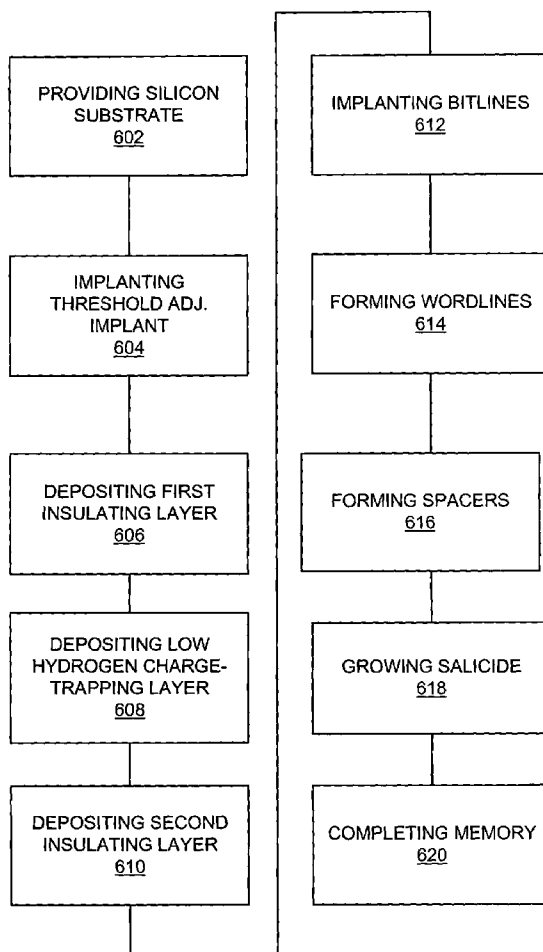 PROVIDING SILICON
SUBSTRATE
602
IMPLANTING
THRESHOLD ADJ.
IMPLANT
604
DEPOSITING FIRST
INSULATING LAYER
606
DEPOSITING LOW
HYDROGEN CHARGE-
TRAPPING LAYER
608
DEPOSITING SECOND
INSULATING LAYER
610
IMPLANTING BITLINES
612
FORMING WORDLINES
614
FORMING SPACERS
616
GROWING SALICIDE
618
COMPLETING MEMORY
620